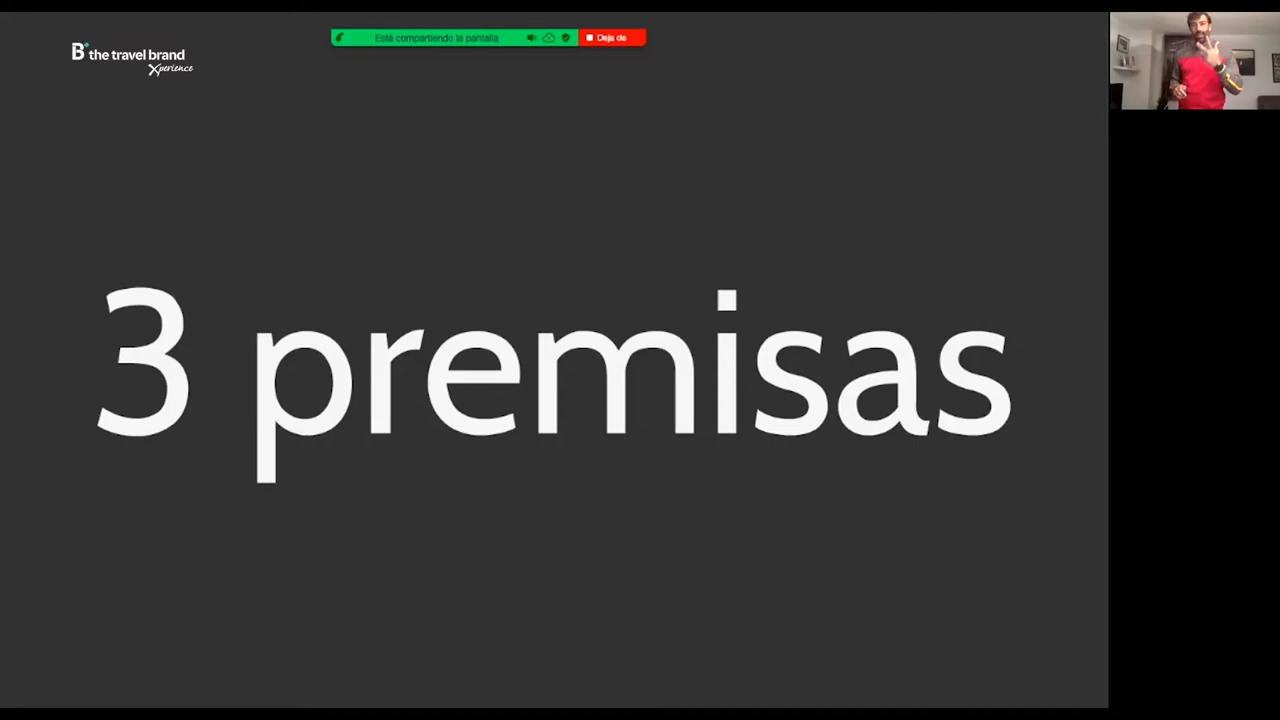 B the travel brand
Xperience
Está compartiendo la pantalla
Deja de
3 premisas